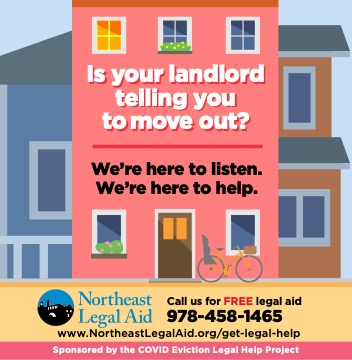 Is your landlord
telling you
to move out?
We're here to listen.
We're here to help.
Northeast
Legal Aid
Call us for FREE legal aid
978-458-1465
www.NortheastLegalAid.org/get-legal-help
Sponsored by the COVID Eviction Legal Help Project